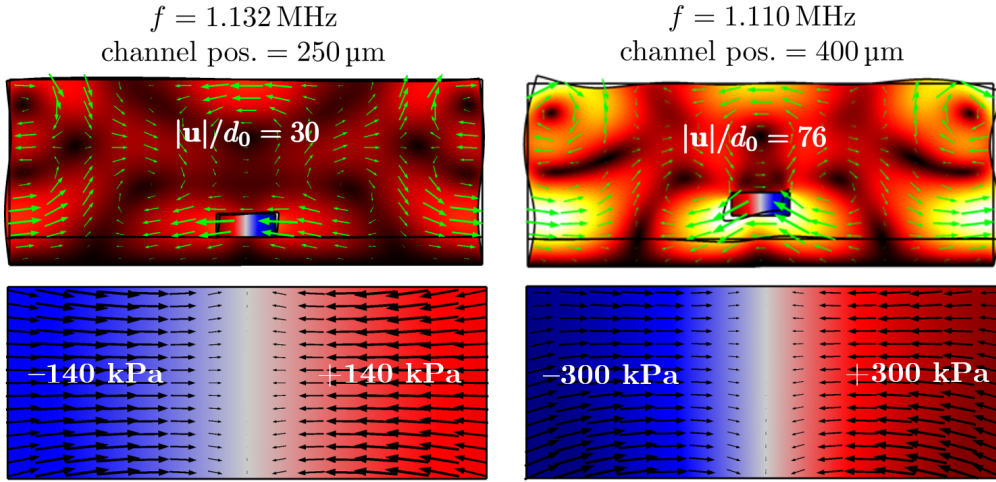 f = 1.132 MHz
channel pos. = 250 μm
|u|/d₀ = 30
–140 kPa
+140 kPa
f = 1.110 MHz
channel pos. = 400 μm
|u|/d₀ = 76
–300 kPa
+300 kPa